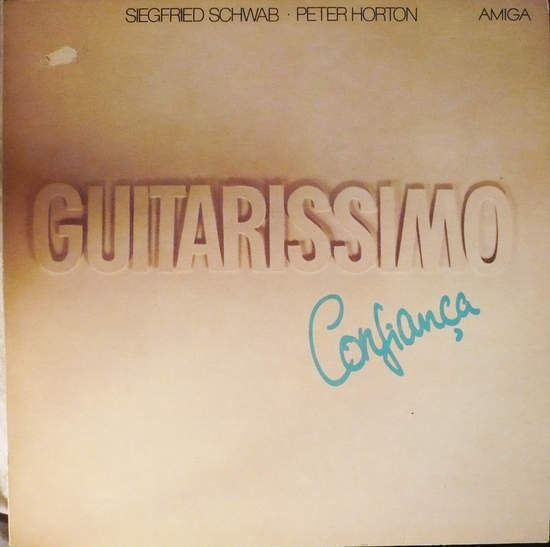 SIEGFRIED SCHWAB · PETER HORTON AMIGA
GUITARISSIMO
Confiança